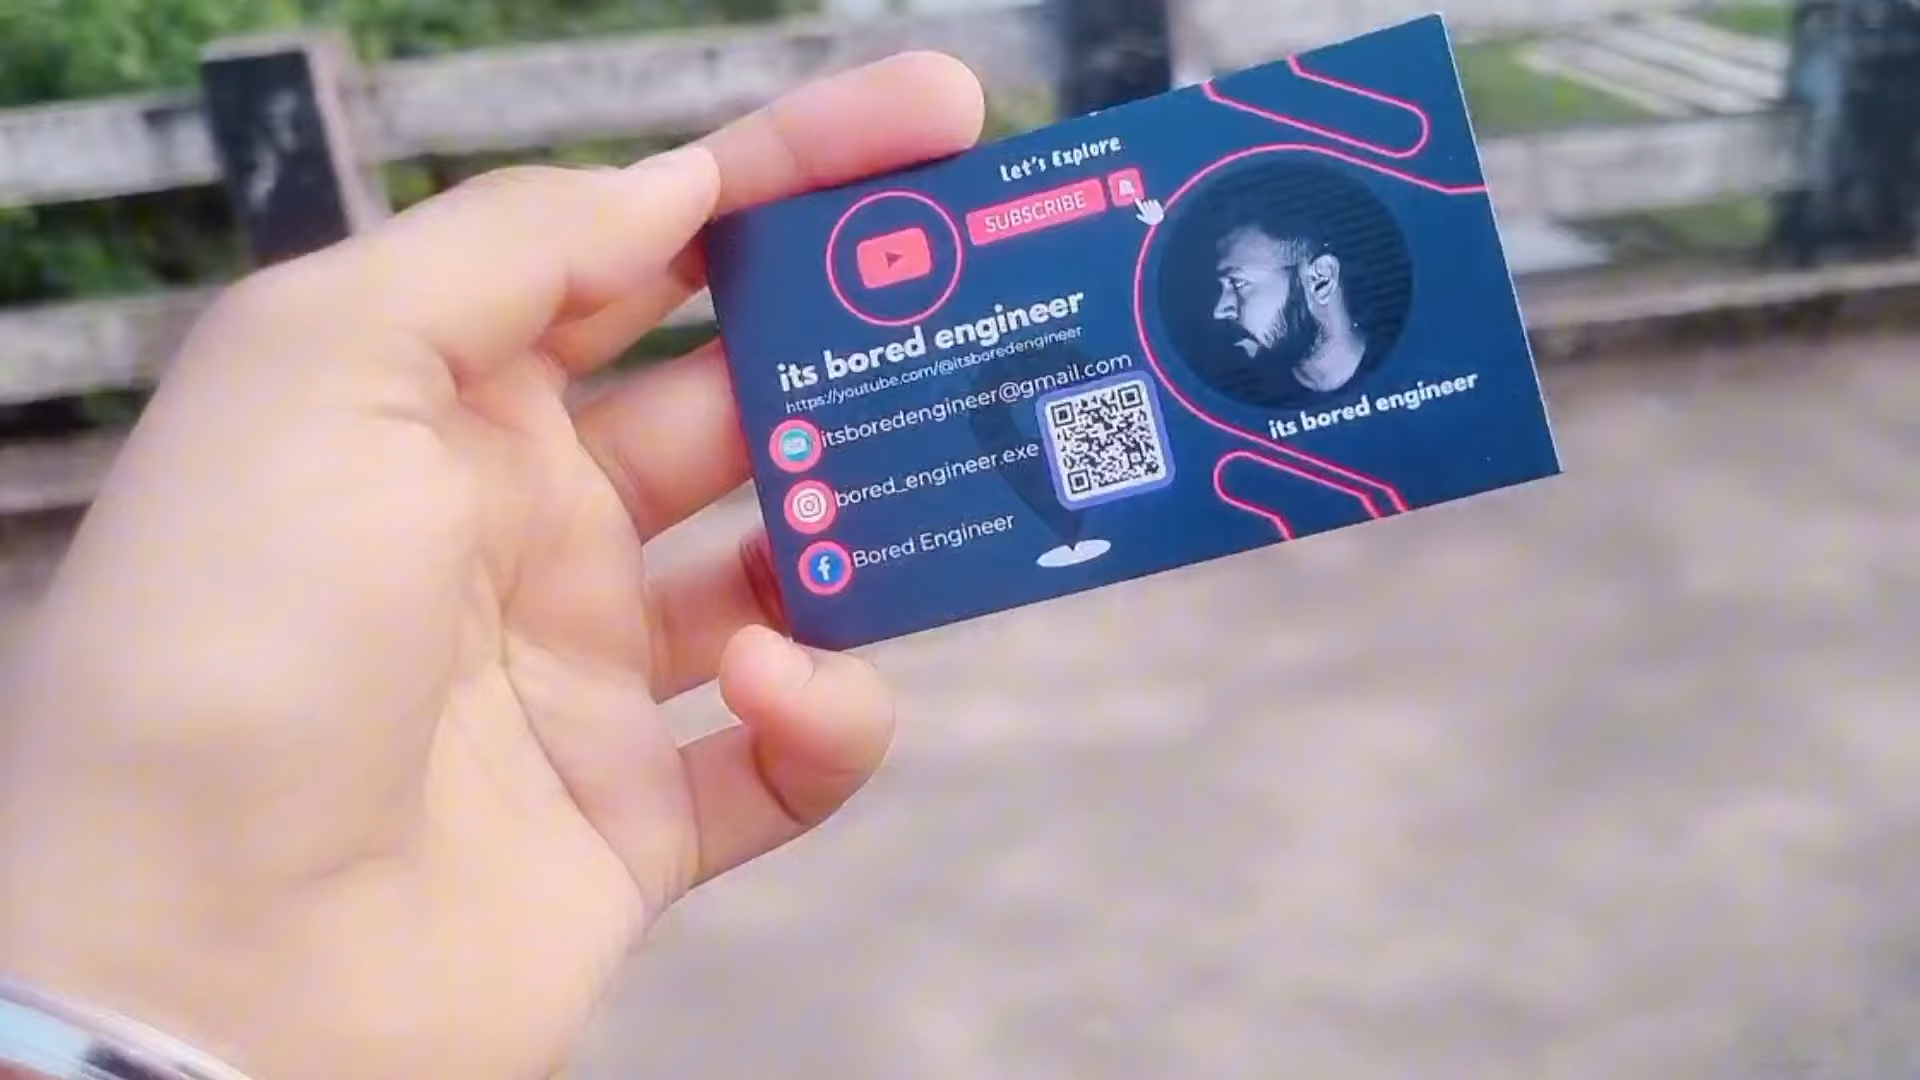 Let's Explore
SUBSCRIBE
its bored engineer
https://youtube.com/@itsboredengineer
itsboredengineer@gmail.com
bored_engineer.exe
Bored Engineer
its bored engineer